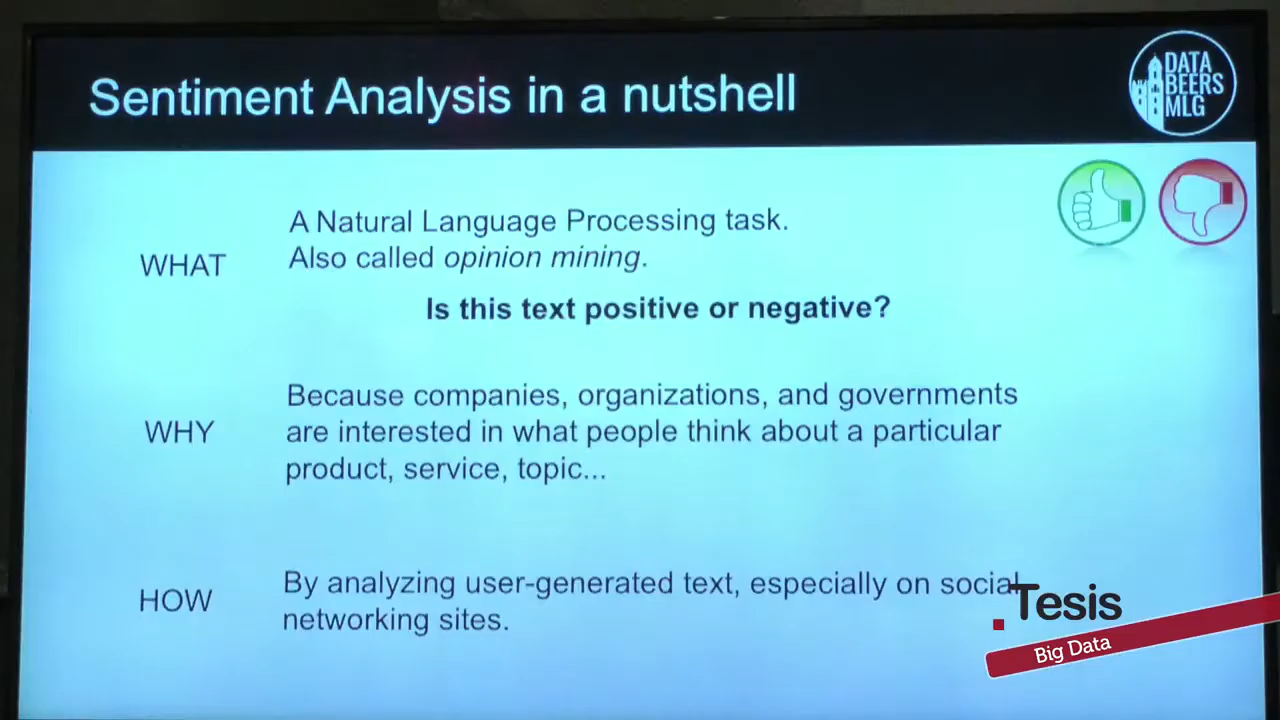 Sentiment Analysis in a nutshell
DATA
BEERS
MLG
WHAT
A Natural Language Processing task.
Also called opinion mining.
Is this text positive or negative?
WHY
Because companies, organizations, and governments
are interested in what people think about a particular
product, service, topic...
HOW
By analyzing user-generated text, especially on social
networking sites.
.Tesis
Big Data